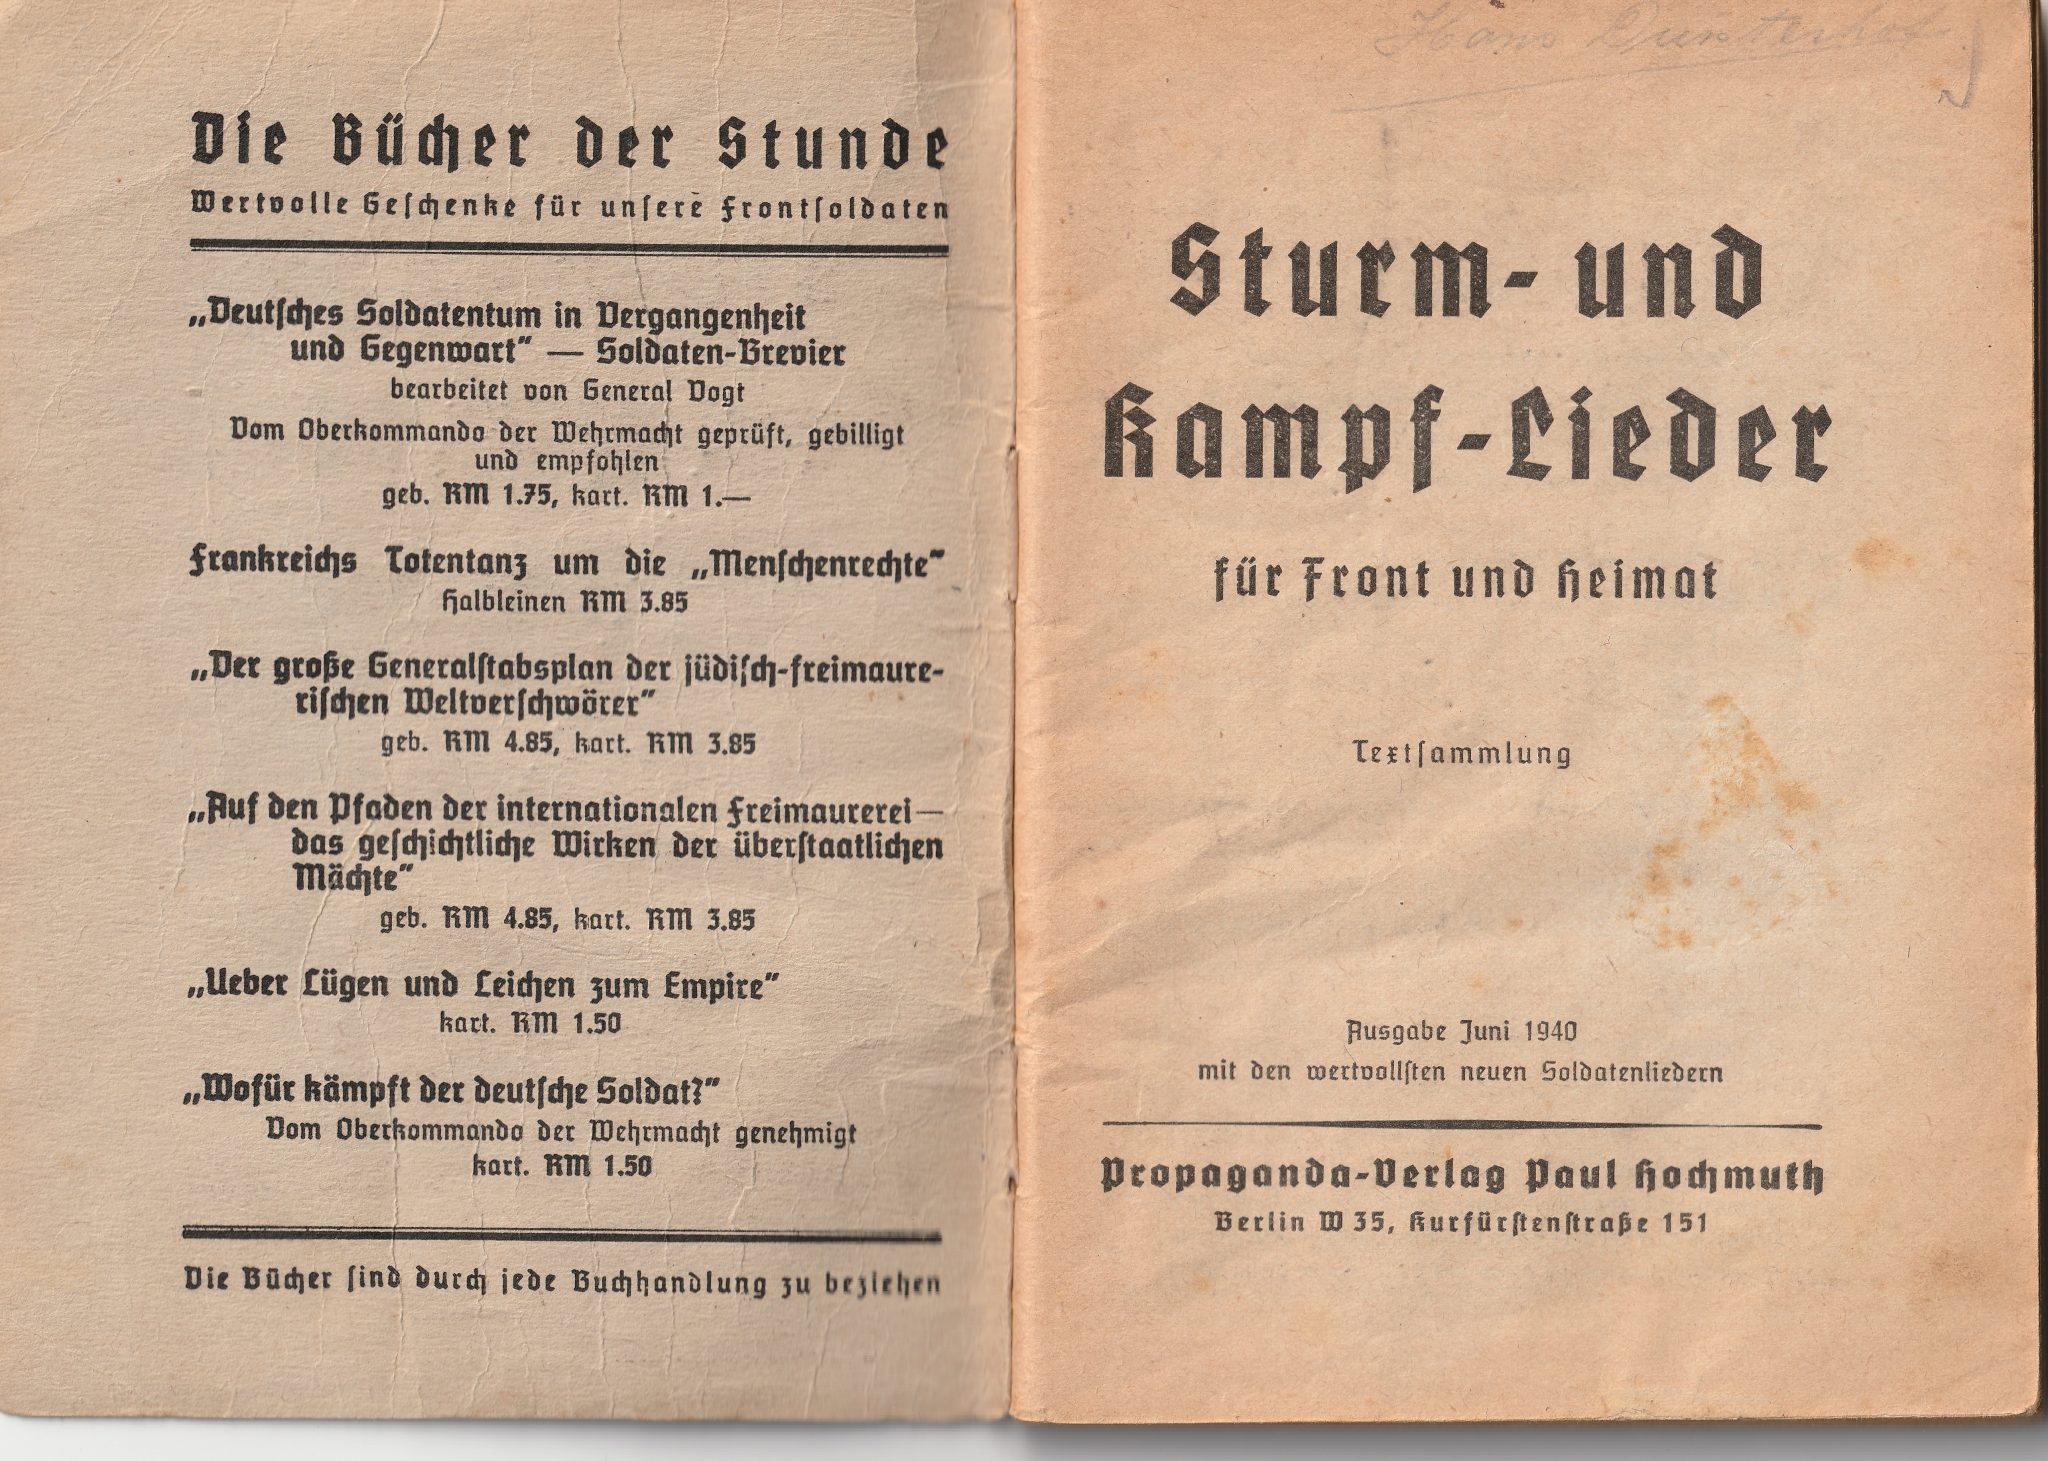 Die Bücher der Stunde
Wertvolle Geschenke für unsere Frontsoldaten
„Deutsches Soldatentum in Vergangenheit
und Gegenwart" — Soldaten-Brevier
bearbeitet von General Vogt
Vom Oberkommando der Wehrmacht geprüft, gebilligt
und empfohlen
geb. RM 1.75, kart. RM 1.—
Frankreichs Totentanz um die „Menschenrechte"
Halbleinen RM 3.85
„Der große Generalstabsplan der jüdisch-freimaure-
rischen Weltverschwörer"
geb. RM 4.85, kart. RM 3.85
„Auf den Pfaden der internationalen Freimaurerei—
das geschichtliche Wirken der überstaatlichen
Mächte"
geb. RM 4.85, kart. RM 3.85
„Ueber Lügen und Leichen zum Empire"
kart. RM 1.50
„Wofür kämpft der deutsche Soldat?"
Vom Oberkommando der Wehrmacht genehmigt
kart. RM 1.50
Die Bücher sind durch jede Buchhandlung zu beziehen
Hans
Sturm- und
Kampf-Lieder
für Front und Heimat
Textsammlung
Ausgabe Juni 1940
mit den wertvollsten neuen Soldatenliedern
Propaganda-Verlag Paul Hochmuth
Berlin W 35, Kurfürstenstraße 151